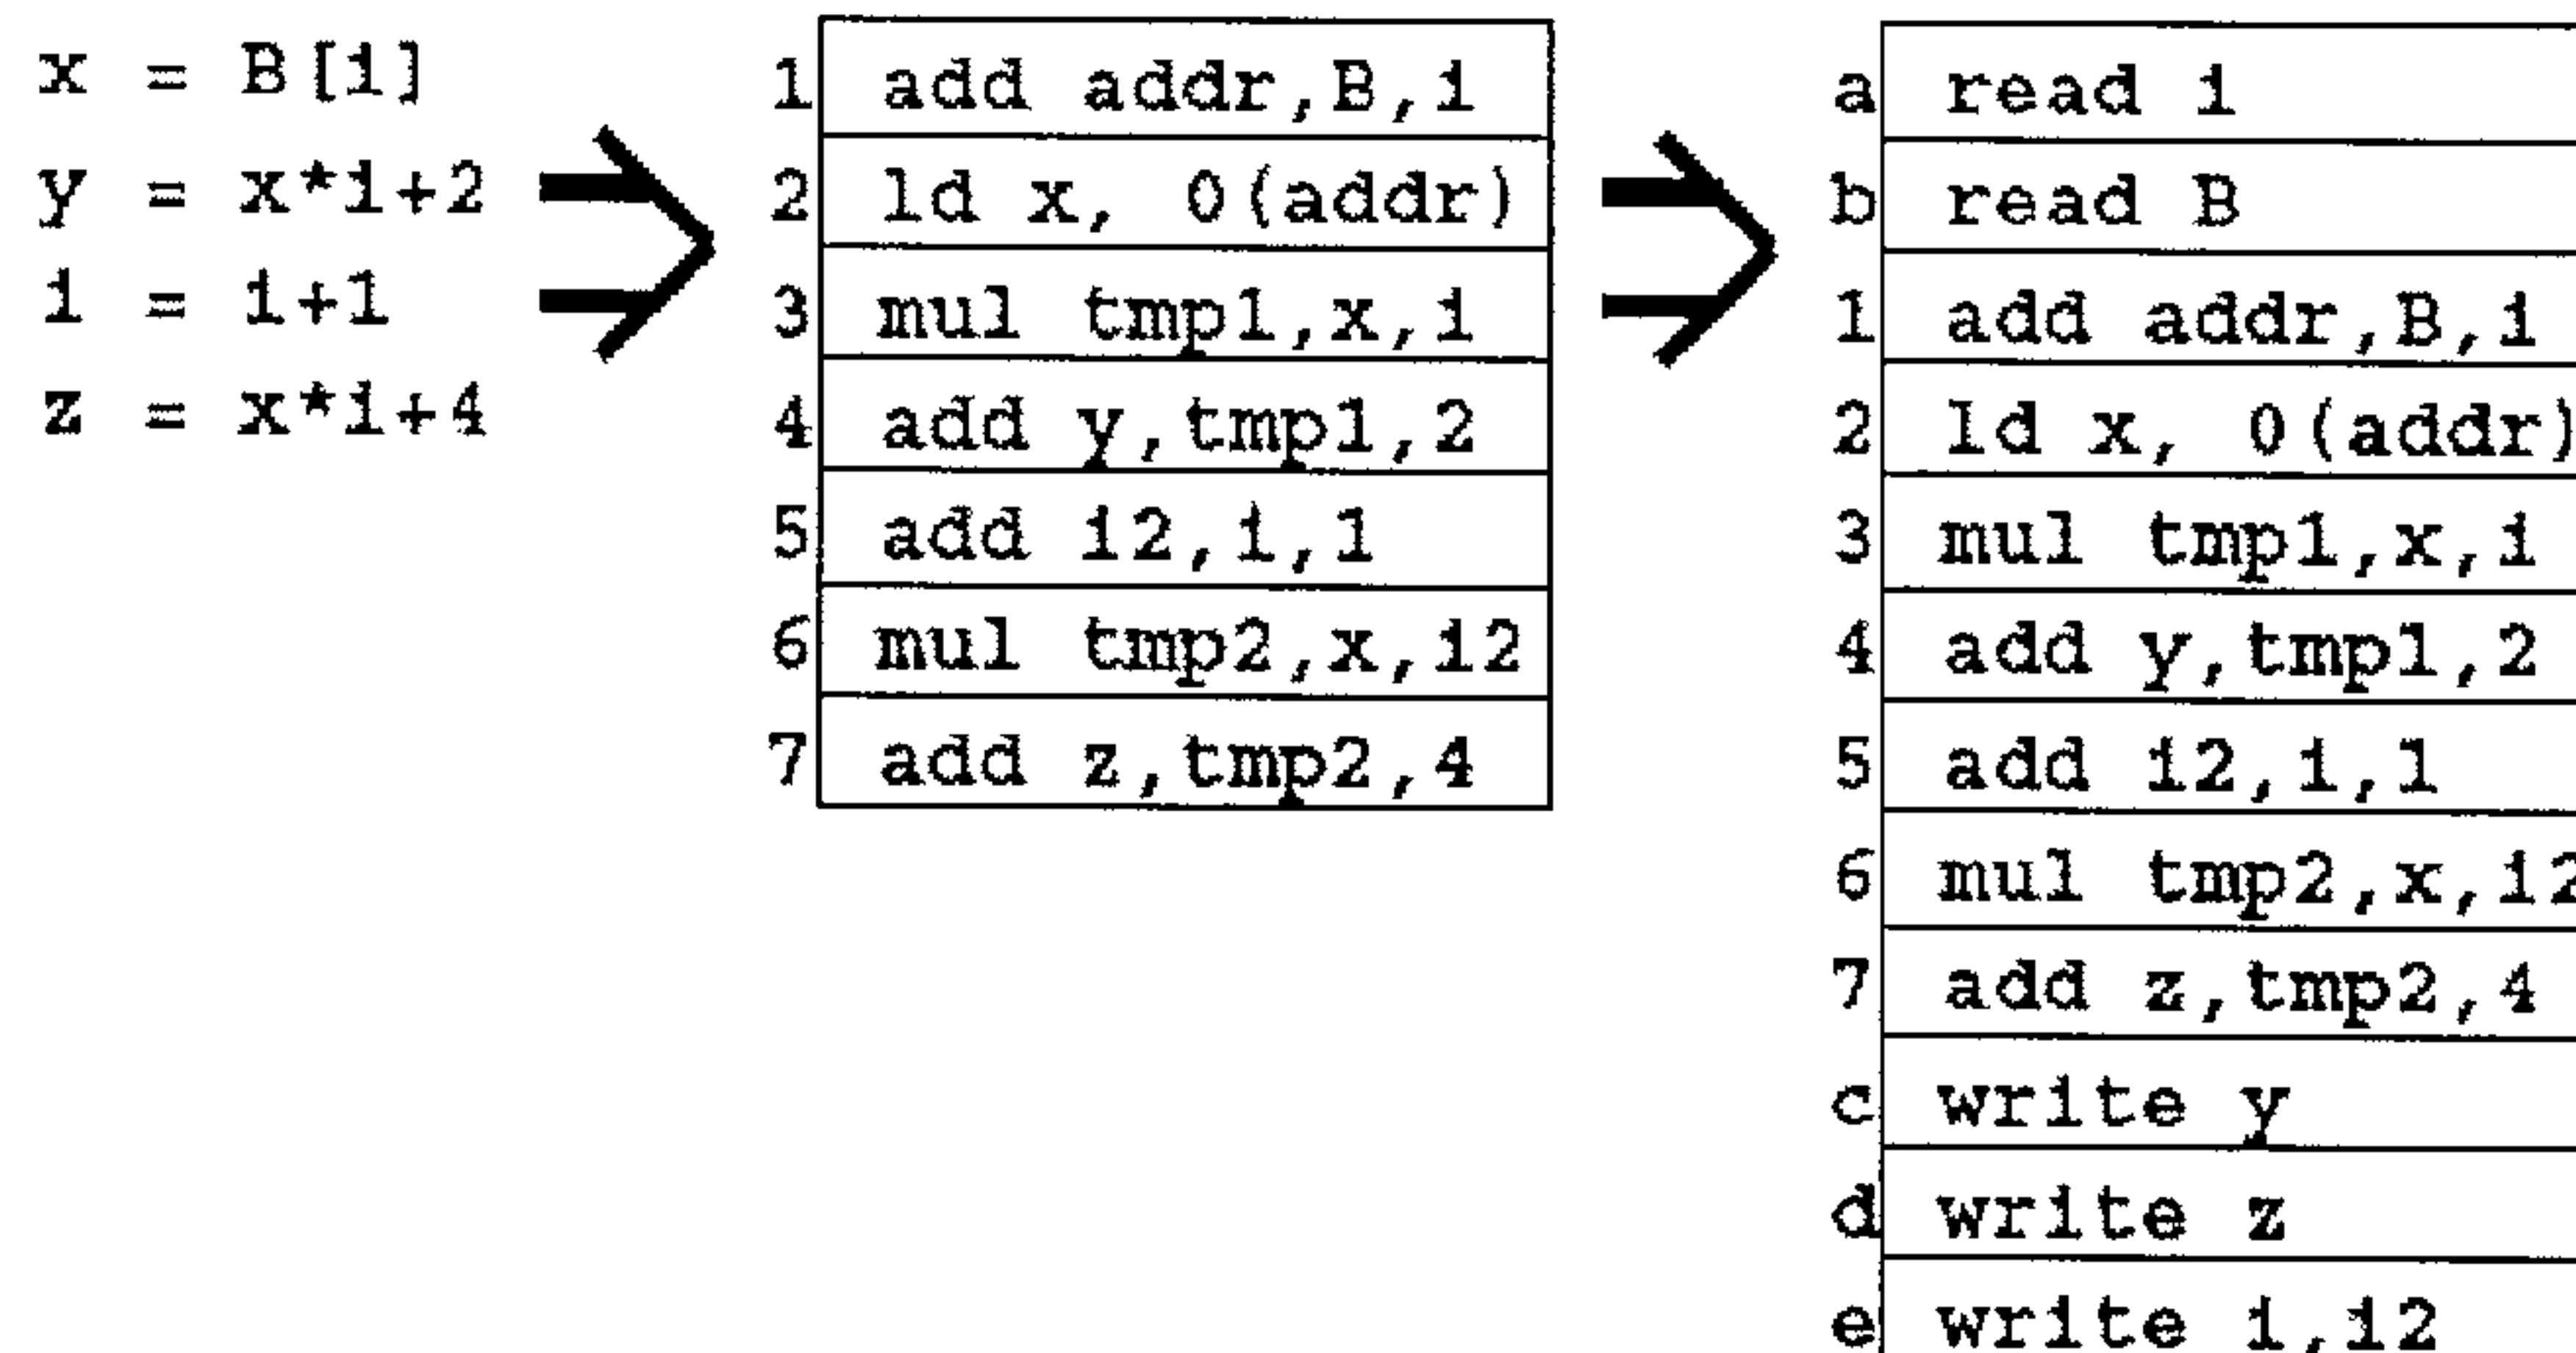 x = B[i]
y = x*i+2
i = i+1
z = x*i+4
1 add addr,B,i
2 ld x, 0(addr)
3 mul tmp1,x,i
4 add y,tmp1,2
5 add i2,i,1
6 mul tmp2,x,i2
7 add z,tmp2,4
a read i
b read B
1 add addr,B,i
2 ld x, 0(addr)
3 mul tmp1,x,i
4 add y,tmp1,2
5 add i2,i,1
6 mul tmp2,x,i2
7 add z,tmp2,4
c write y
d write z
e write i,i2